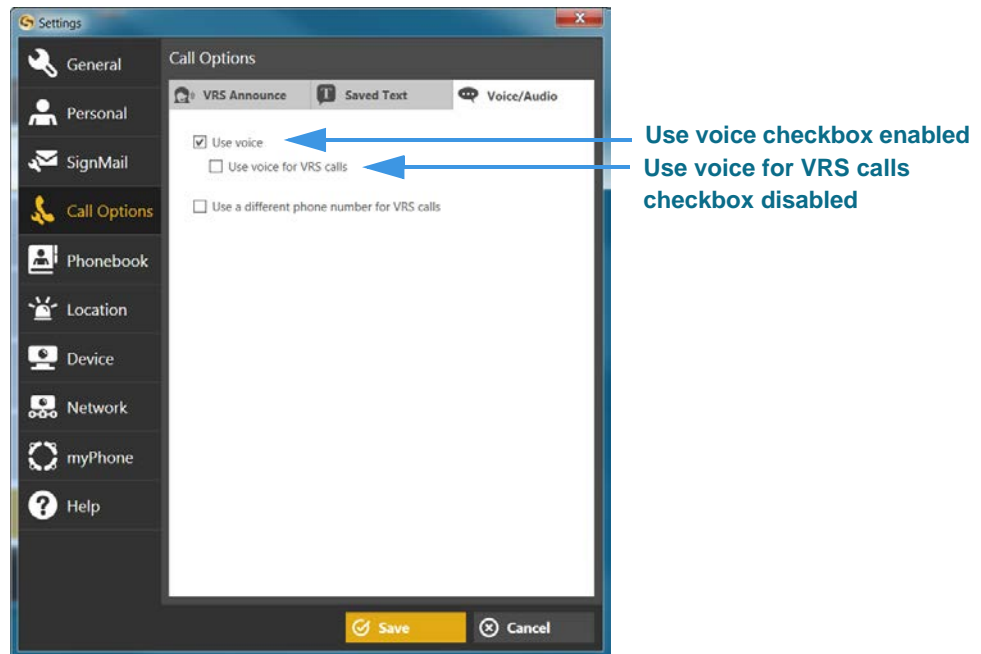 Settings
X
General
Personal
SignMail
Call Options
Phonebook
Location
Device
Network
myPhone
Help
Call Options
VRS Announce
Saved Text
Voice/Audio
Use voice
Use voice for VRS calls
Use a different phone number for VRS calls
Save
Cancel
Use voice checkbox enabled
Use voice for VRS calls
checkbox disabled